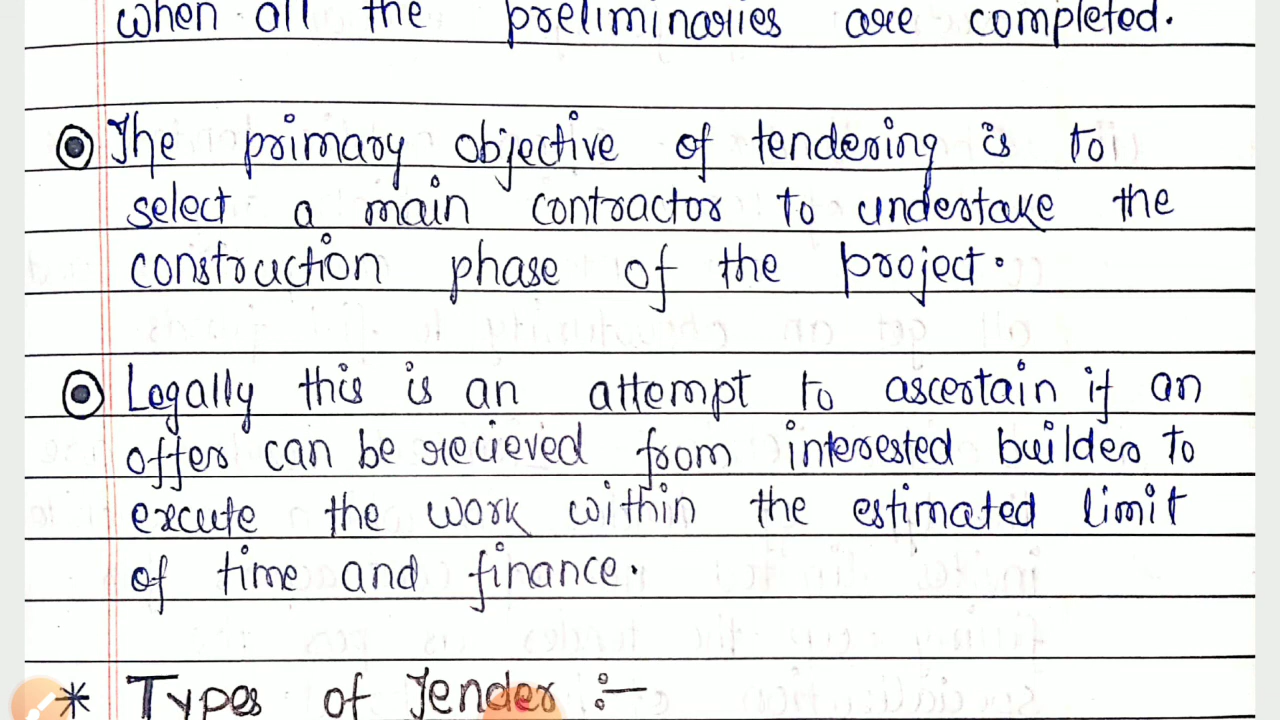 when all the preliminaries are completed.
The primary objective of tendering is to
select a main contractor to undertake the
construction phase of the project.
Legally this is an attempt to ascertain if an
offer can be recieved from interested builder to
excute the work within the estimated limit
of time and finance.
* Types of Tender :-